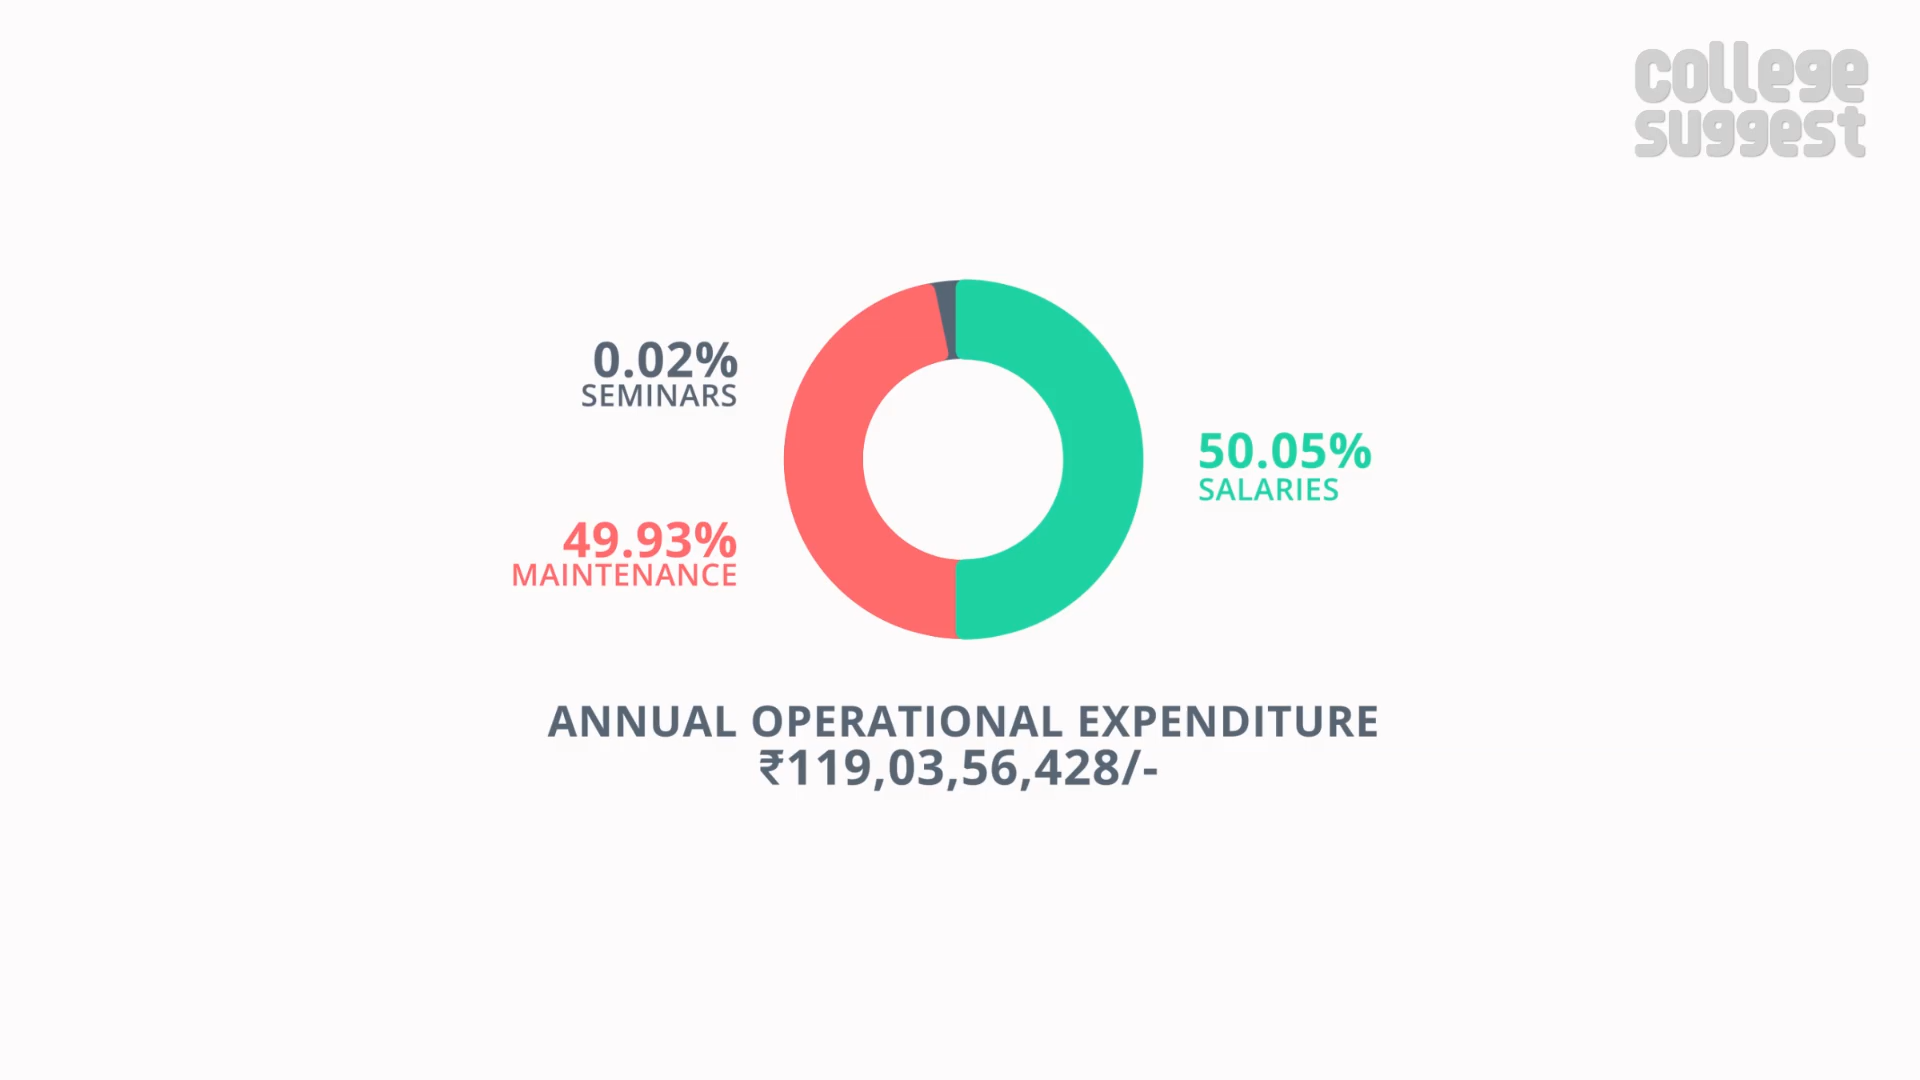 college
suggest
0.02%
SEMINARS
50.05%
SALARIES
49.93%
MAINTENANCE
ANNUAL OPERATIONAL EXPENDITURE
₹119,03,56,428/-